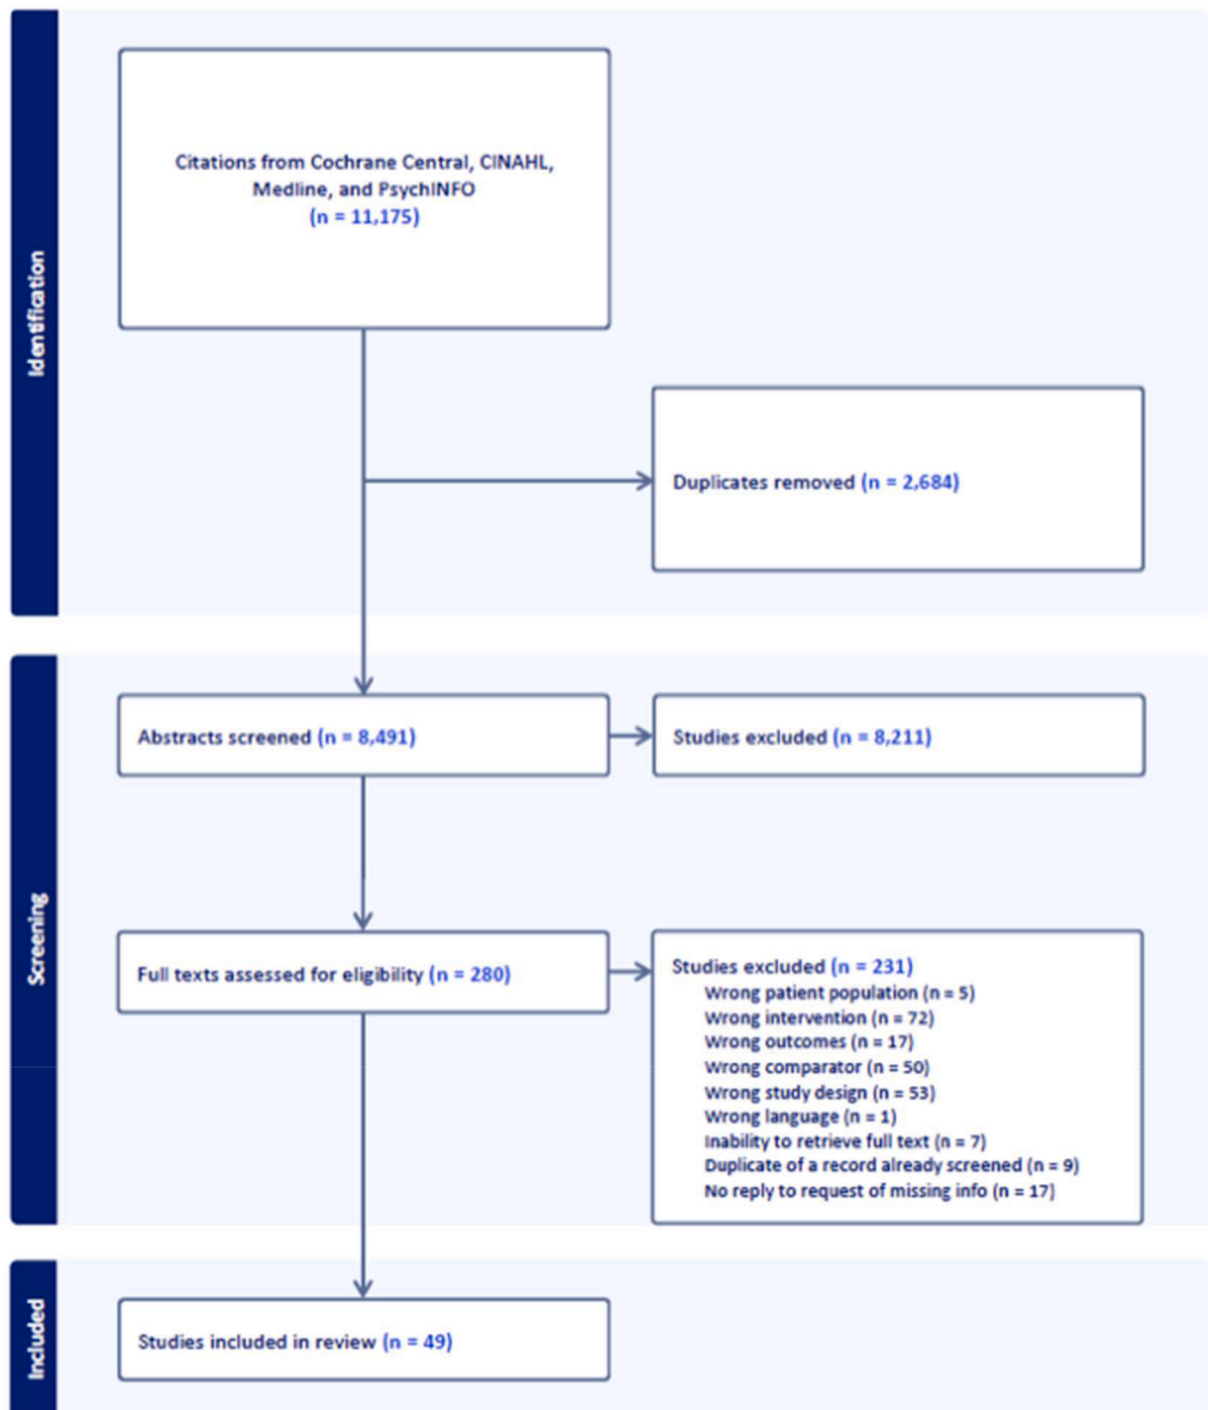 Identification
Citations from Cochrane Central, CINAHL,
Medline, and PsychINFO
(n = 11,175)
Duplicates removed (n = 2,684)
Screening
Abstracts screened (n = 8,491)
Studies excluded (n = 8,211)
Full texts assessed for eligibility (n = 280)
Studies excluded (n = 231)
Wrong patient population (n = 5)
Wrong intervention (n = 72)
Wrong outcomes (n = 17)
Wrong comparator (n = 50)
Wrong study design (n = 53)
Wrong language (n = 1)
Inability to retrieve full text (n = 7)
Duplicate of a record already screened (n = 9)
No reply to request of missing info (n = 17)
Included
Studies included in review (n = 49)